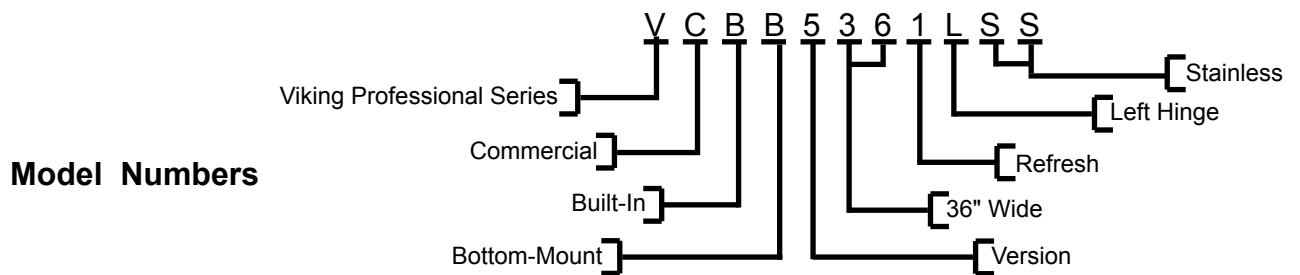 V C B B 5 3 6 1 L S S
Stainless
Viking Professional Series
Left Hinge
Commercial
Refresh
Model Numbers
Built-In
36" Wide
Bottom-Mount
Version